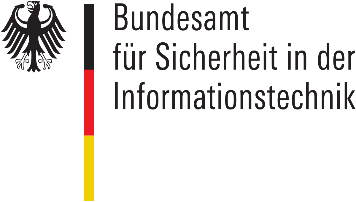 Bundesamt
für Sicherheit in der
Informationstechnik